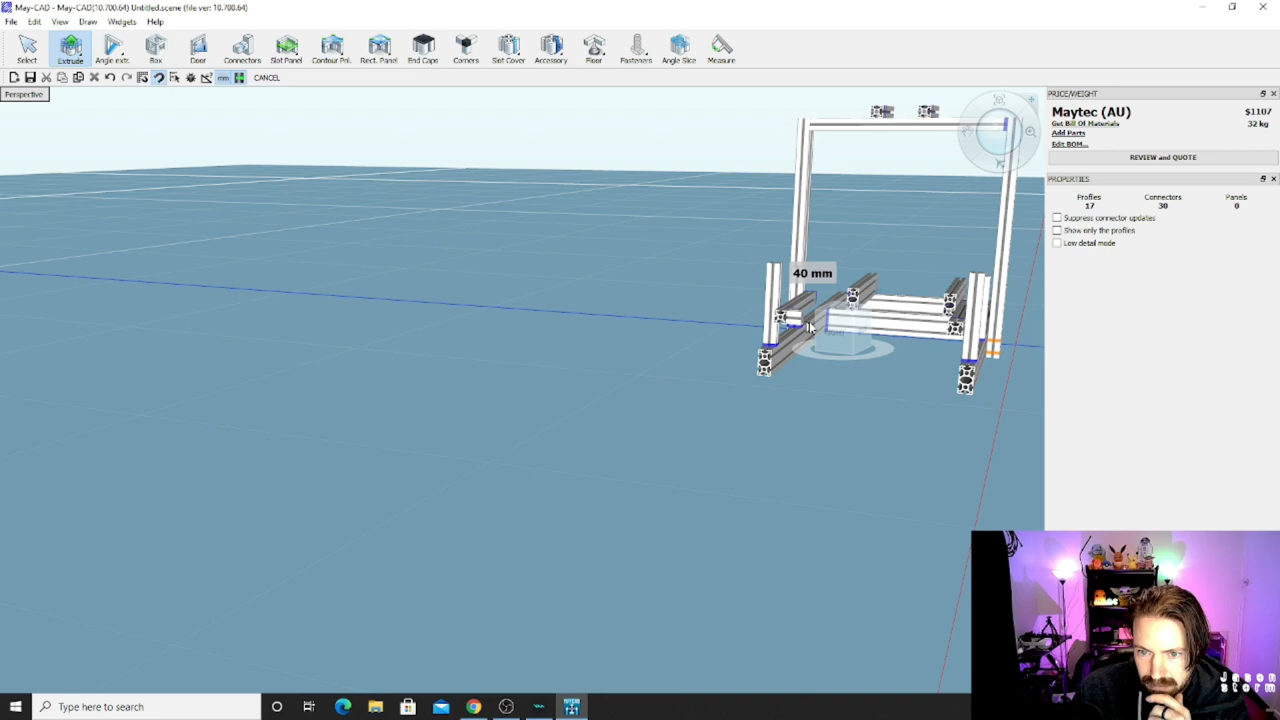 May-CAD - May-CAD(10.700.64) Untitled.scene (file ver: 10.700.64)
File Edit View Draw Widgets Help
Select Extrude Angle extr. Box Door Connectors Slot Panel Contour Pnl. Rect. Panel End Caps Corners Slot Cover Accessory Floor Fasteners Angle Slice Measure
mm CANCEL
Perspective
PRICE/WEIGHT
Maytec (AU) $1107
Get Bill Of Materials 32 kg
Add Parts
Edit BOM...
REVIEW and QUOTE
PROPERTIES
Profiles Connectors Panels
17 30 0
Suppress connector updates
Show only the profiles
Low detail mode
40 mm
Jason
storm
Type here to search